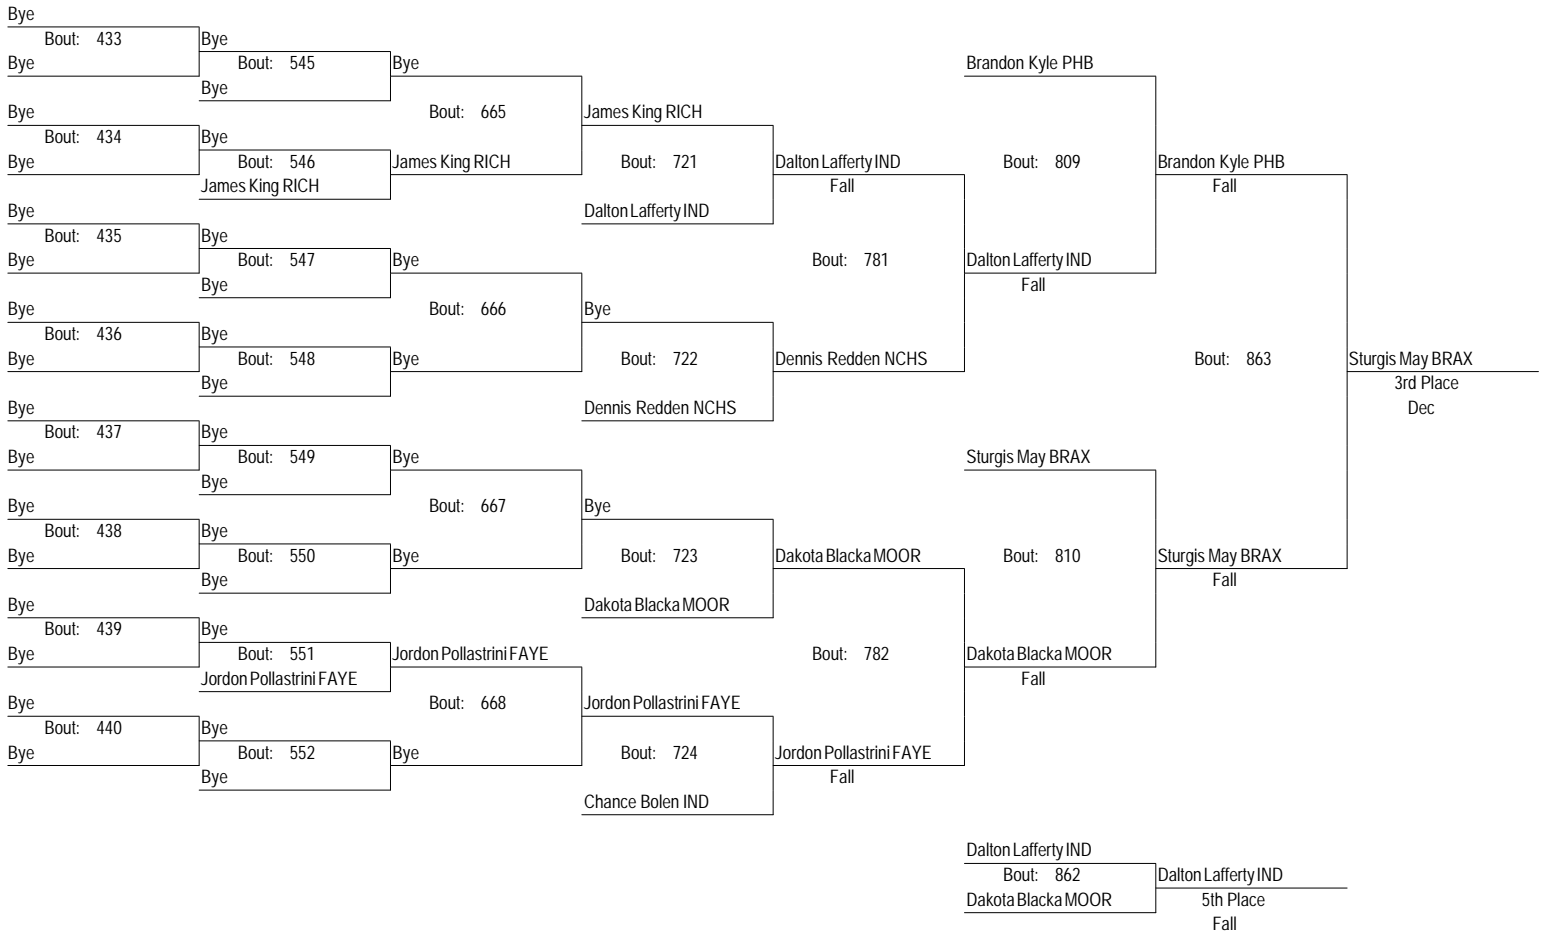 Bye
Bout: 433
Bye
Bye
Bout: 434
Bye
Bye
Bout: 435
Bye
Bye
Bout: 436
Bye
Bye
Bout: 437
Bye
Bye
Bout: 438
Bye
Bye
Bout: 439
Bye
Bye
Bout: 440
Bye
Bye
Bout: 545
Bye
Bye
Bout: 546
James King RICH
Bye
Bout: 547
Bye
Bye
Bout: 548
Bye
Bye
Bout: 549
Bye
Bye
Bout: 550
Bye
Bye
Bout: 551
Jordon Pollastrini FAYE
Bye
Bout: 552
Bye
Bye
Bout: 665
James King RICH
Bye
Bout: 666
Bye
Bye
Bout: 667
Bye
Jordon Pollastrini FAYE
Bout: 668
Bye
James King RICH
Bout: 721
Dalton Lafferty IND
Bye
Bout: 722
Dennis Redden NCHS
Bye
Bout: 723
Dakota Blacka MOOR
Jordon Pollastrini FAYE
Bout: 724
Chance Bolen IND
Dalton Lafferty IND
Fall
Bout: 781
Dennis Redden NCHS
Dakota Blacka MOOR
Bout: 782
Jordon Pollastrini FAYE
Fall
Brandon Kyle PHB
Bout: 809
Dalton Lafferty IND
Fall
Sturgis May BRAX
Bout: 810
Dakota Blacka MOOR
Fall
Brandon Kyle PHB
Fall
Bout: 863
Sturgis May BRAX
Fall
Sturgis May BRAX
3rd Place
Dec
Dalton Lafferty IND
Bout: 862
Dakota Blacka MOOR
Dalton Lafferty IND
5th Place
Fall